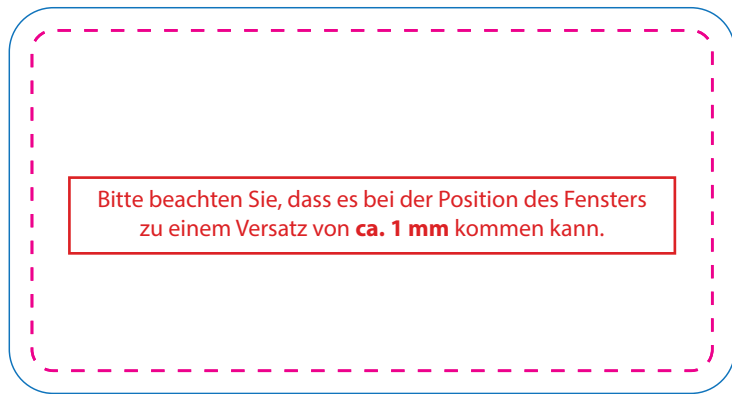 Bitte beachten Sie, dass es bei der Position des Fensters
zu einem Versatz von ca. 1 mm kommen kann.